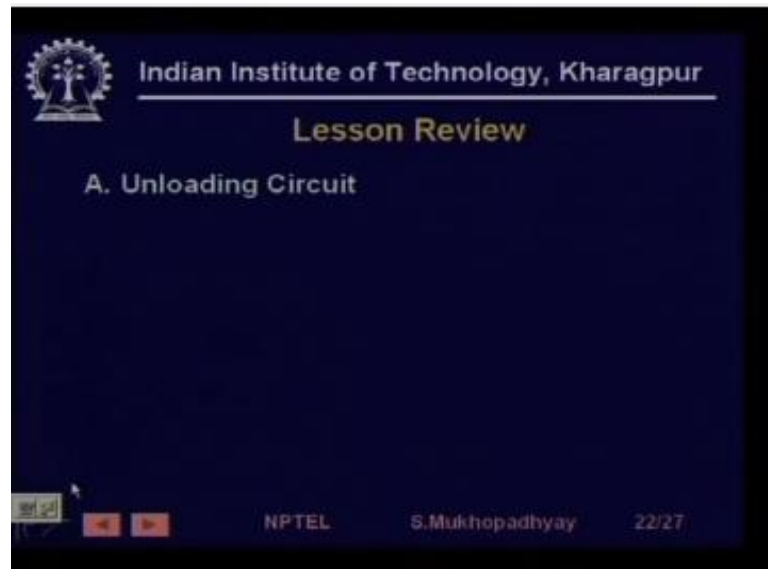 Indian Institute of Technology, Kharagpur
Lesson Review
A. Unloading Circuit
NPTEL S.Mukhopadhyay 22/27